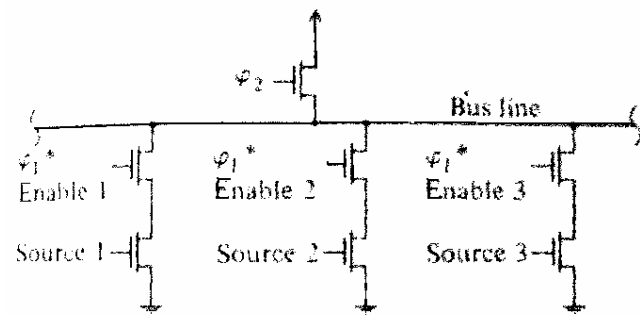 φ₂
Bus line
φ₁*
Enable 1
φ₁*
Enable 2
φ₁*
Enable 3
Source 1
Source 2
Source 3